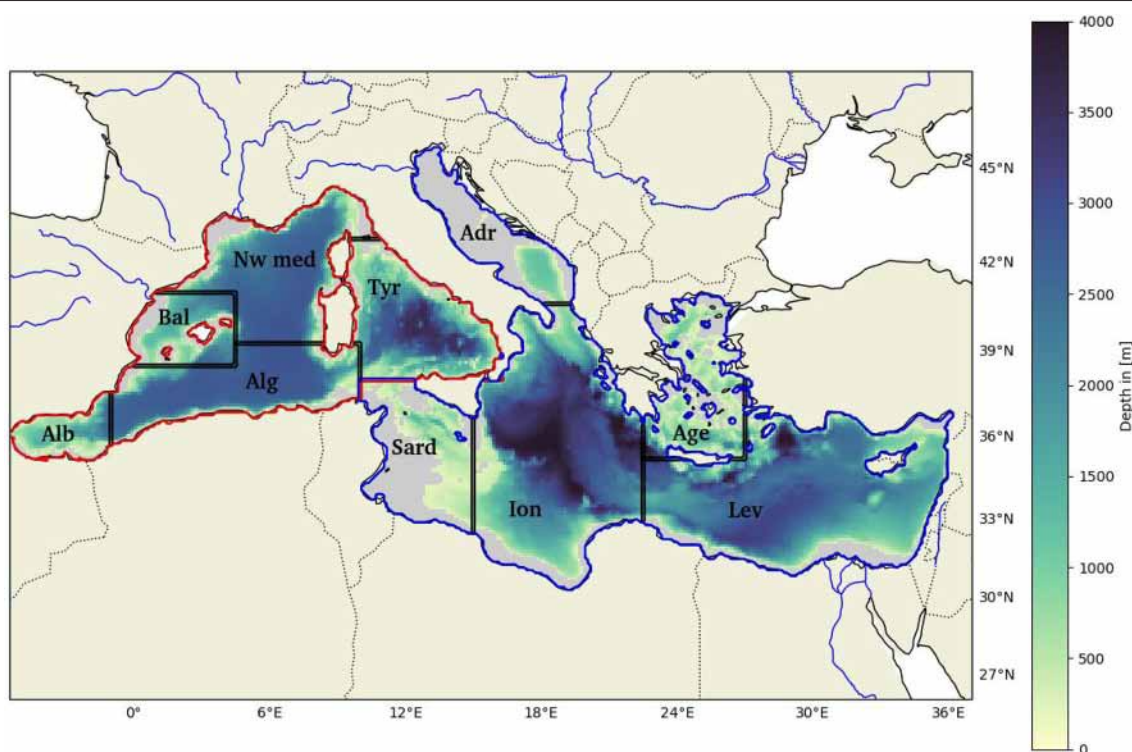 4000
3500
3000
2500
2000
1500
1000
500
0
Depth in [m]
45°N
42°N
39°N
36°N
33°N
30°N
27°N
0°
6°E
12°E
18°E
24°E
30°E
36°E
Adr
Nw med
Tyr
Bal
Alg
Alb
Sard
Age
Ion
Lev